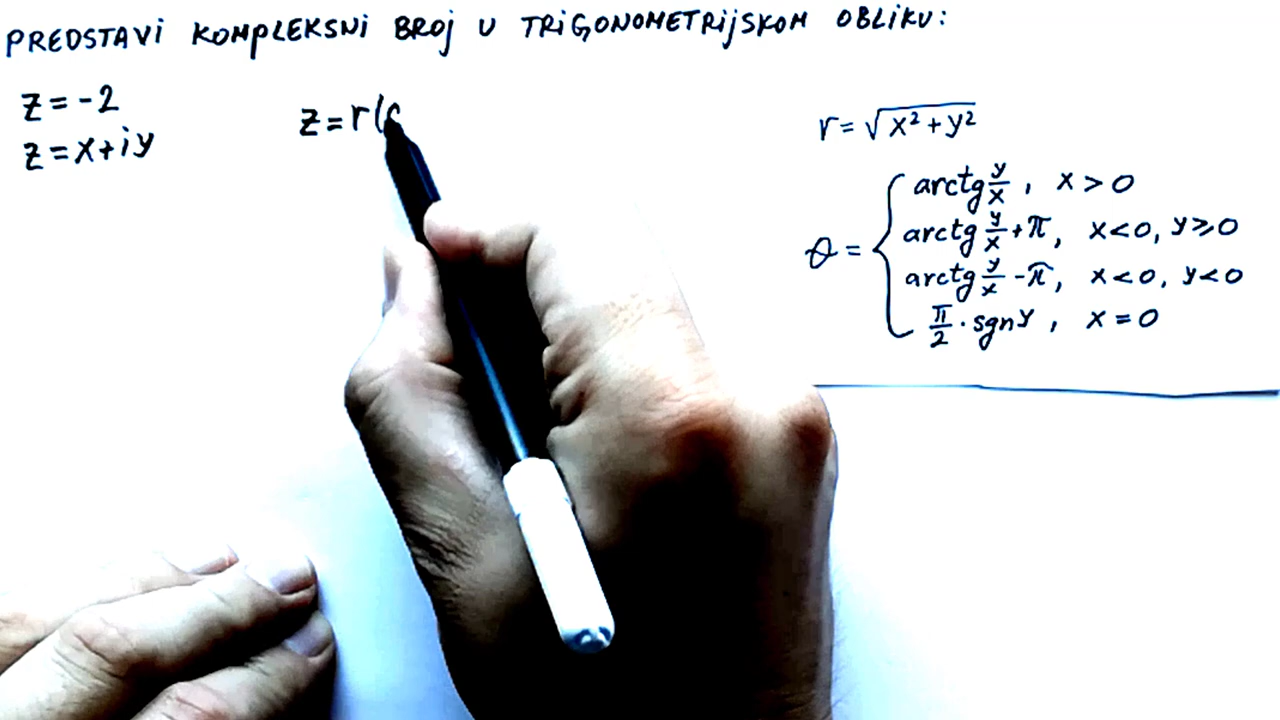 PREDSTAVI KOMPLEKSNI BROJ U TRIGONOMETRIJSKOM OBLIKU:
z = -2
z = x+iy
z = r(c
r = √x²+y²
θ = { arctg y/x , x > 0
arctg y/x + π, x<0, y≥0
arctg y/x - π, x<0, y<0
π/2 · sgn y , x = 0